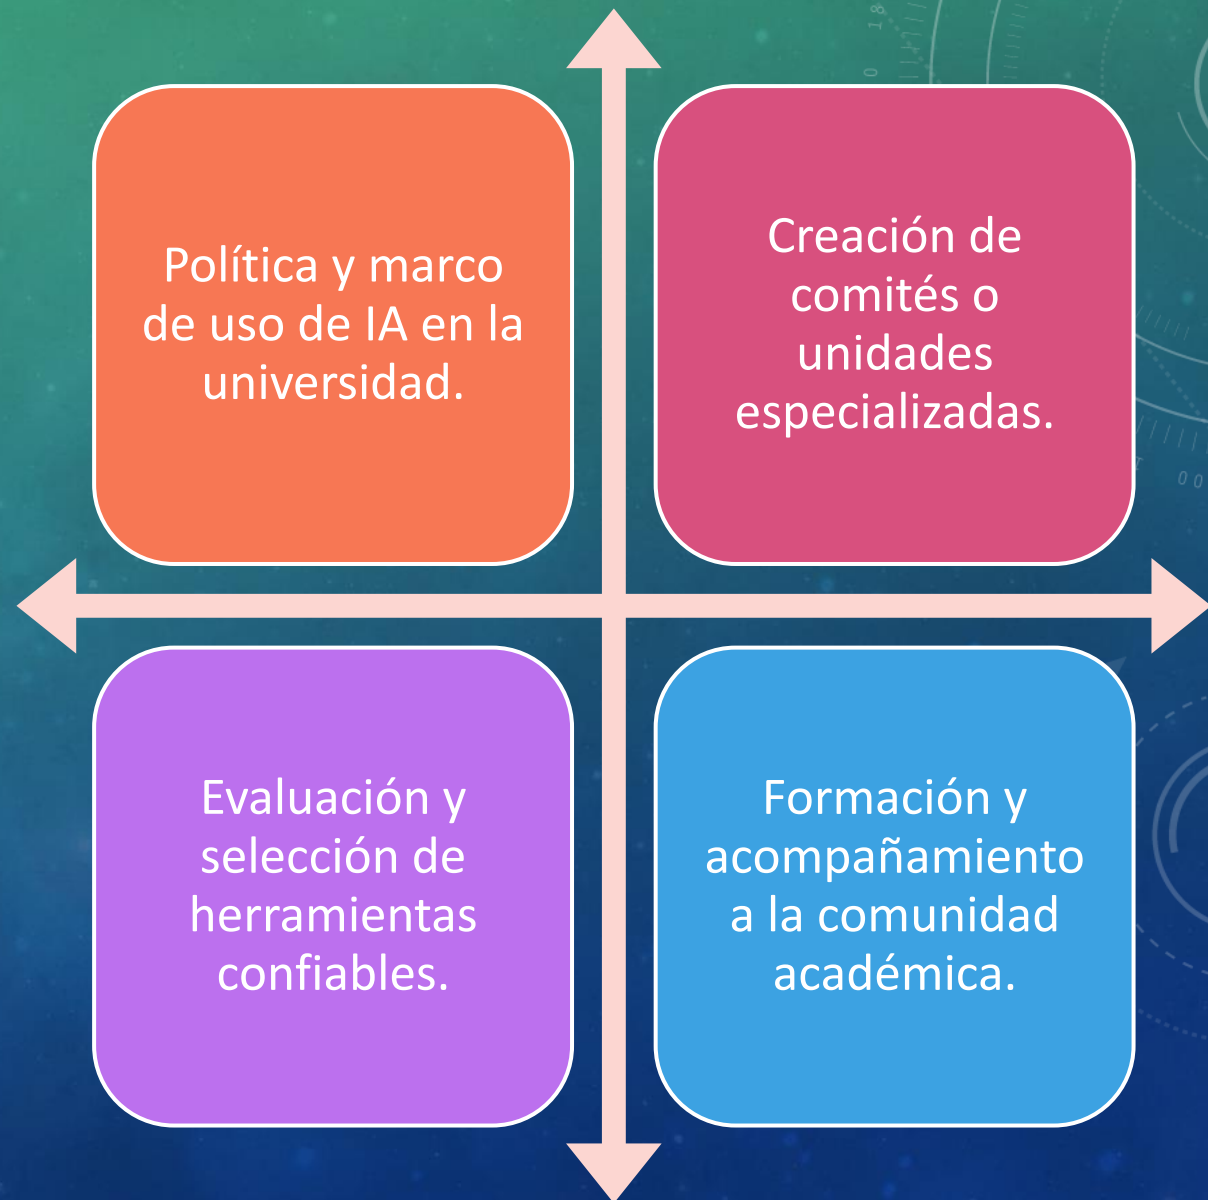 Política y marco
de uso de IA en la
universidad.
Creación de
comités o
unidades
especializadas.
Evaluación y
selección de
herramientas
confiables.
Formación y
acompañamiento
a la comunidad
académica.